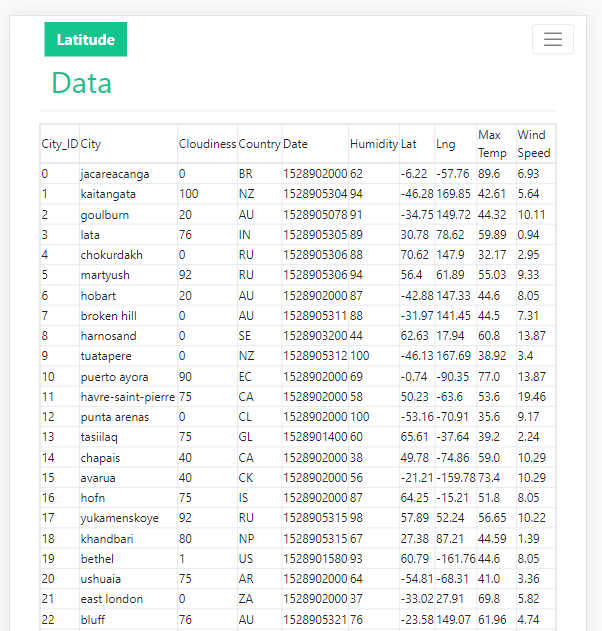 Latitude
Data
City_ID City Cloudiness Country Date Humidity Lat Lng Max Temp Wind Speed
0 jacareacanga 0 BR 1528902000 62 -6.22 -57.76 89.6 6.93
1 kaitangata 100 NZ 1528905304 94 -46.28 169.85 42.61 5.64
2 goulburn 20 AU 1528905078 91 -34.75 149.72 44.32 10.11
3 lata 76 IN 1528905305 89 30.78 78.62 59.89 0.94
4 chokurdakh 0 RU 1528905306 88 70.62 147.9 32.17 2.95
5 martyush 92 RU 1528905306 94 56.4 61.89 55.03 9.33
6 hobart 20 AU 1528902000 87 -42.88 147.33 44.6 8.05
7 broken hill 0 AU 1528905311 88 -31.97 141.45 44.5 7.31
8 harnosand 0 SE 1528903200 44 62.63 17.94 60.8 13.87
9 tuatapere 0 NZ 1528905312 100 -46.13 167.69 38.92 3.4
10 puerto ayora 90 EC 1528902000 69 -0.74 -90.35 77.0 13.87
11 havre-saint-pierre 75 CA 1528902000 58 50.23 -63.6 53.6 19.46
12 punta arenas 0 CL 1528902000 100 -53.16 -70.91 35.6 9.17
13 tasiilaq 75 GL 1528901400 60 65.61 -37.64 39.2 2.24
14 chapais 40 CA 1528902000 38 49.78 -74.86 59.0 10.29
15 avarua 40 CK 1528902000 56 -21.21 -159.78 73.4 10.29
16 hofn 75 IS 1528902000 87 64.25 -15.21 51.8 8.05
17 yukamenskoye 92 RU 1528905315 98 57.89 52.24 56.65 10.22
18 khandbari 80 NP 1528905315 67 27.38 87.21 44.59 1.39
19 bethel 1 US 1528901580 93 60.79 -161.76 44.6 8.05
20 ushuaia 75 AR 1528902000 64 -54.81 -68.31 41.0 3.36
21 east london 0 ZA 1528902000 37 -33.02 27.91 69.8 5.82
22 bluff 76 AU 1528905321 76 -23.58 149.07 61.96 4.74